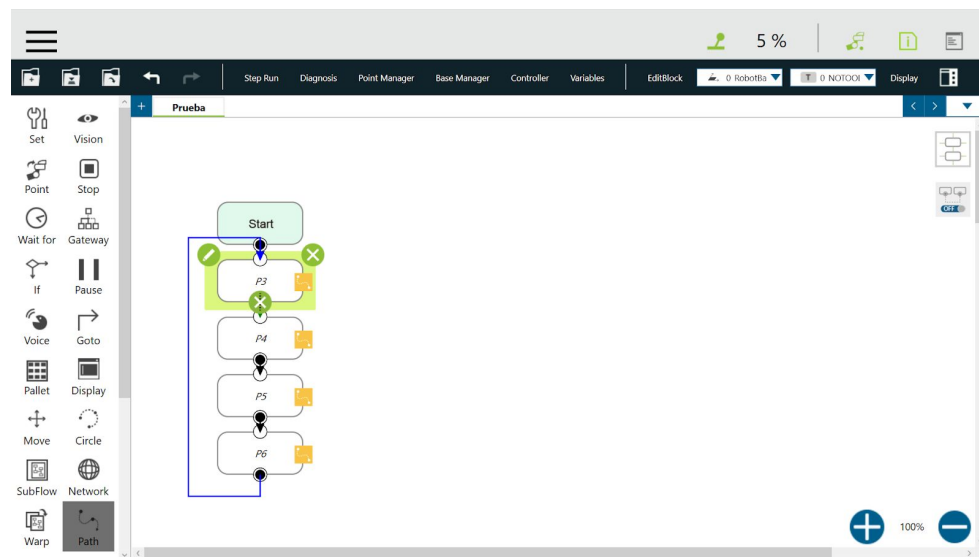 5 %
Step Run Diagnosis Point Manager Base Manager Controller Variables EditBlock 0 RobotBa T 0 NOTOOl Display
+ Prueba
Set Vision
Point Stop
Wait for Gateway
If Pause
Voice Goto
Pallet Display
Move Circle
SubFlow Network
Warp Path
Start
P3
P4
P5
P6
OFF
100%